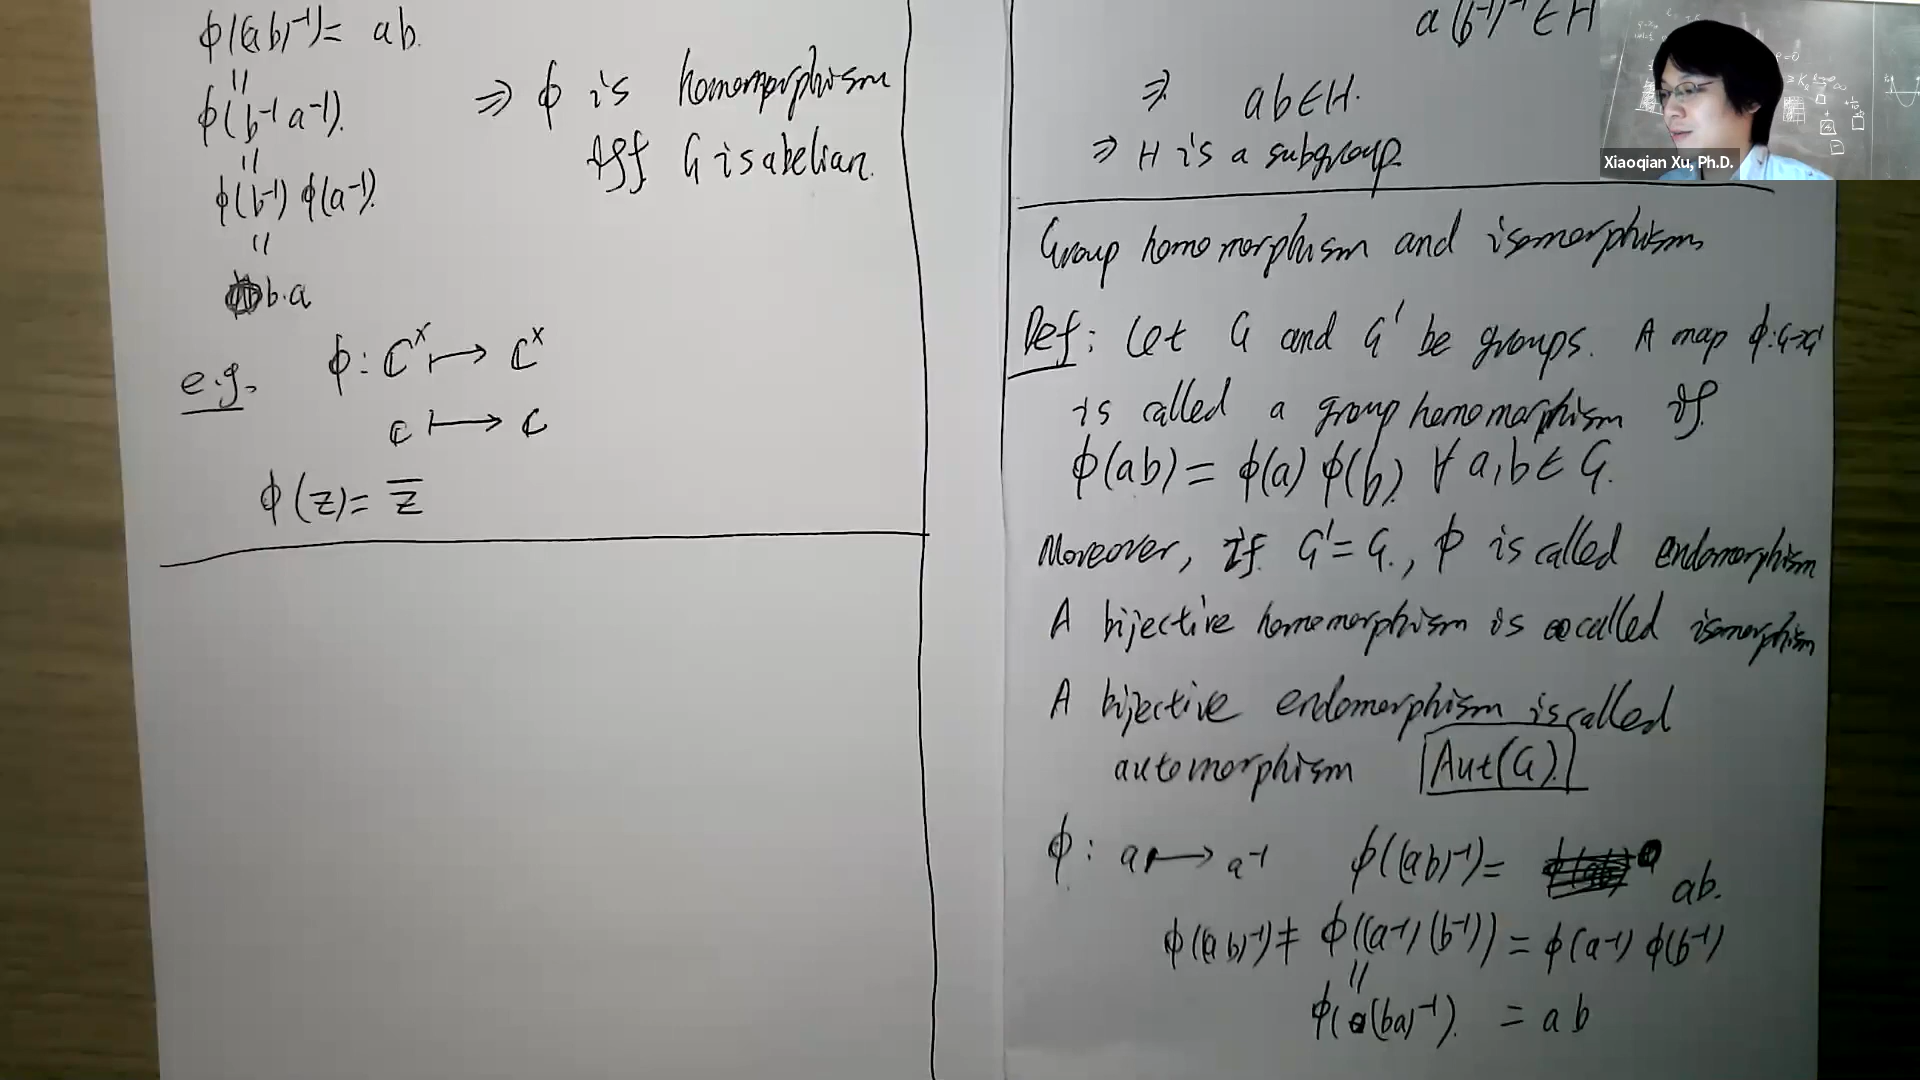 ϕ((ab)⁻¹) = ab.
॥
ϕ(b⁻¹a⁻¹).
॥
ϕ(b⁻¹) ϕ(a⁻¹).
॥
b·a
⇒ ϕ is homomorphism
iff G is abelian.
e.g. ϕ: ℂˣ ↦ ℂˣ
ℂ ↦ ℂ
ϕ(z) = z̅
a(b⁻¹)⁻¹ ∈ H
⇒ ab ∈ H.
⇒ H is a subgroup.
Group homomorphism and isomorphism
Def: Let G and G' be groups. A map ϕ: G→G'
is called a group homomorphism if
ϕ(ab) = ϕ(a) ϕ(b). ∀ a, b ∈ G.
Moreover, if G' = G., ϕ is called endomorphism
A bijective homomorphism is called isomorphism
A bijective endomorphism is called
automorphism Aut(G).
ϕ: a ↦ a⁻¹ ϕ((ab)⁻¹) = ab.
ϕ((ab)⁻¹) ≠ ϕ((a⁻¹)(b⁻¹)) = ϕ(a⁻¹) ϕ(b⁻¹)
॥
ϕ((ba)⁻¹). = ab
Xiaoqian Xu, Ph.D.